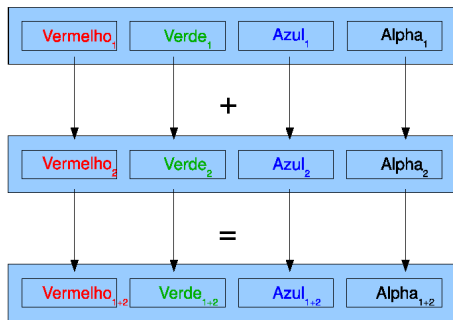 Vermelho1 Verde1 Azul1 Alpha1
+
Vermelho2 Verde2 Azul2 Alpha2
=
Vermelho1+2 Verde1+2 Azul1+2 Alpha1+2